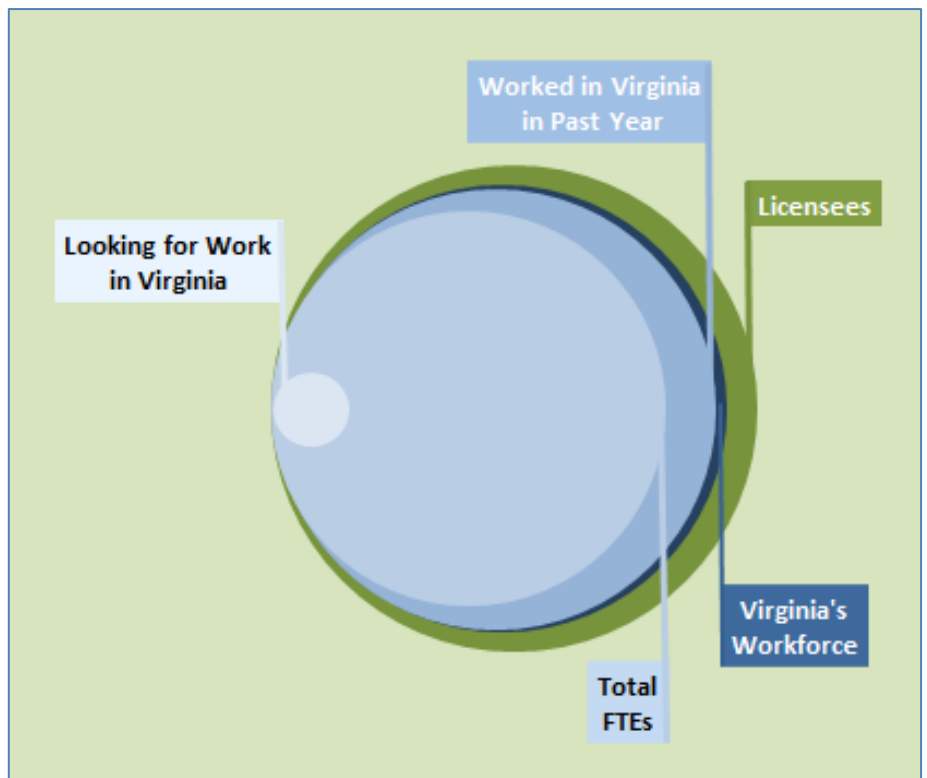 Worked in Virginia
in Past Year
Licensees
Looking for Work
in Virginia
Virginia's
Workforce
Total
FTEs